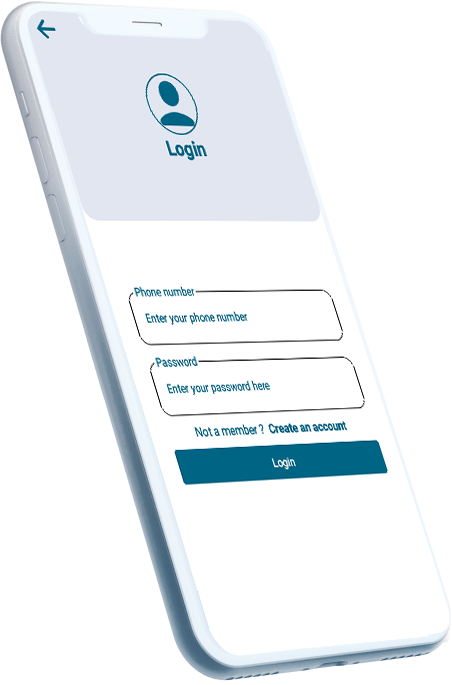 Login
Phone number
Enter your phone number
Password
Enter your password here
Not a member ? Create an account
Login